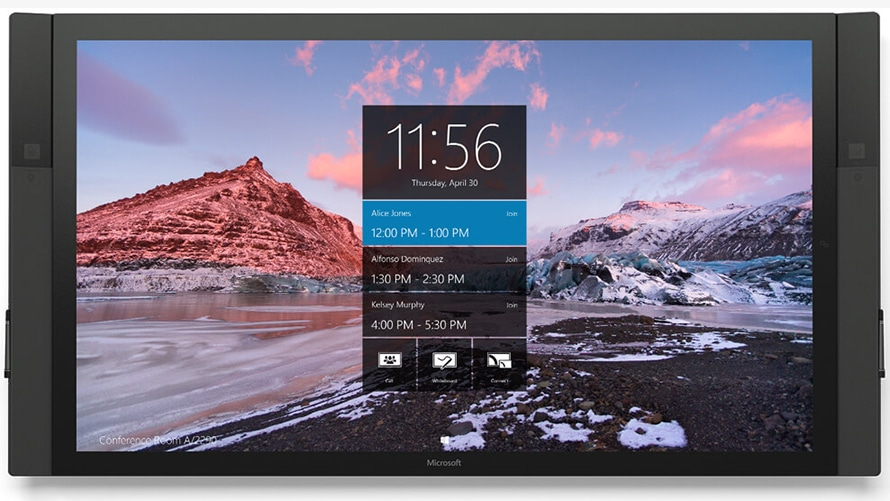 11:56
Thursday, April 30
Alice Jones Join
12:00 PM - 1:00 PM
Alfonso Dominquez Join
1:30 PM - 2:30 PM
Kelsey Murphy Join
4:00 PM - 5:30 PM
Call Whiteboard Connect
Conference Room A/2290
Microsoft